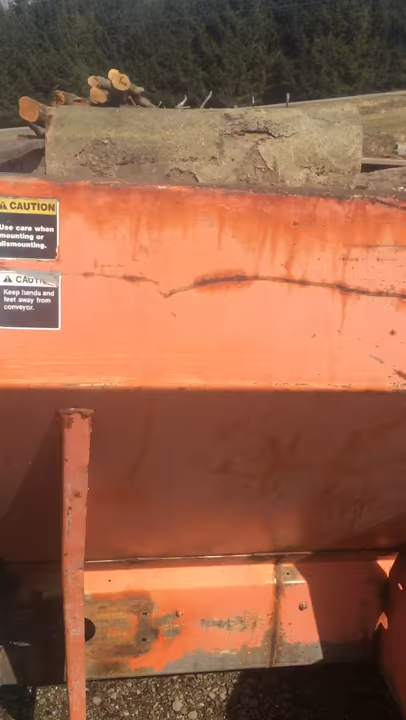 CAUTION
Use care when
mounting or
dismounting.
CAUTION
Keep hands and
feet away from
conveyor.